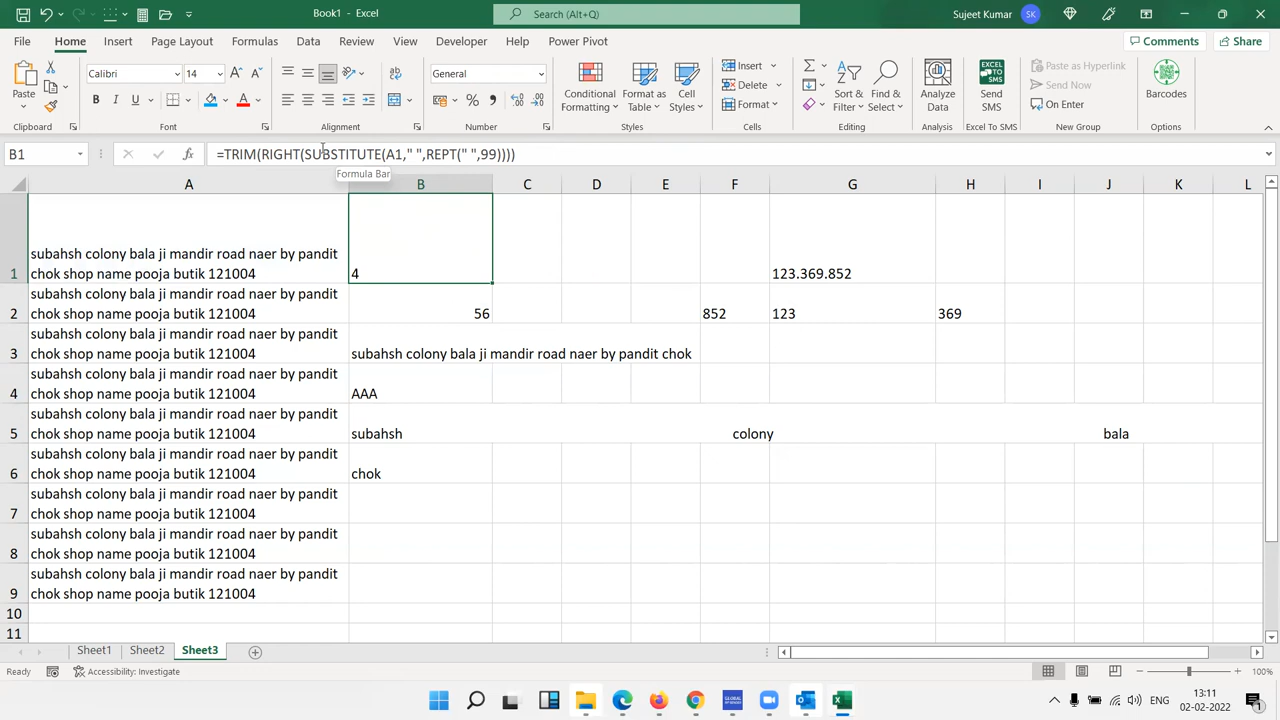 Book1 - Excel
Search (Alt+Q)
Sujeet Kumar
SK
File Home Insert Page Layout Formulas Data Review View Developer Help Power Pivot
Comments
Share
Paste
Calibri
14
General
Conditional Formatting
Format as Table
Cell Styles
Insert
Delete
Format
Sort & Filter
Find & Select
Analyze Data
EXCEL TO SMS
Send SMS
Paste as Hyperlink
Send Now
On Enter
Barcodes
Clipboard Font Alignment Number Styles Cells Editing Analysis Excel To SMS New Group
B1
=TRIM(RIGHT(SUBSTITUTE(A1," ",REPT(" ",99))))
Formula Bar
A B C D E F G H I J K L
subahsh colony bala ji mandir road naer by pandit
1 chok shop name pooja butik 121004 4 123.369.852
subahsh colony bala ji mandir road naer by pandit
2 chok shop name pooja butik 121004 56 852 123 369
subahsh colony bala ji mandir road naer by pandit
3 chok shop name pooja butik 121004 subahsh colony bala ji mandir road naer by pandit chok
subahsh colony bala ji mandir road naer by pandit
4 chok shop name pooja butik 121004 AAA
subahsh colony bala ji mandir road naer by pandit
5 chok shop name pooja butik 121004 subahsh colony bala
subahsh colony bala ji mandir road naer by pandit
6 chok shop name pooja butik 121004 chok
subahsh colony bala ji mandir road naer by pandit
7 chok shop name pooja butik 121004
subahsh colony bala ji mandir road naer by pandit
8 chok shop name pooja butik 121004
subahsh colony bala ji mandir road naer by pandit
9 chok shop name pooja butik 121004
10
11
Sheet1 Sheet2 Sheet3
Ready
Accessibility: Investigate
100%
ENG
13:11
02-02-2022